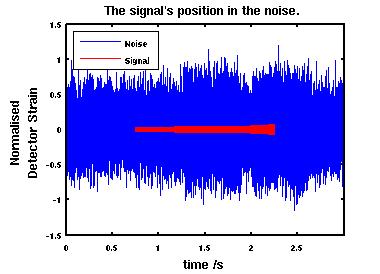 The signal's position in the noise.
1.5
1
0.5
0
-0.5
-1
-1.5
Noise
Signal
Normalised
Detector Strain
0 0.5 1 1.5 2 2.5
time /s